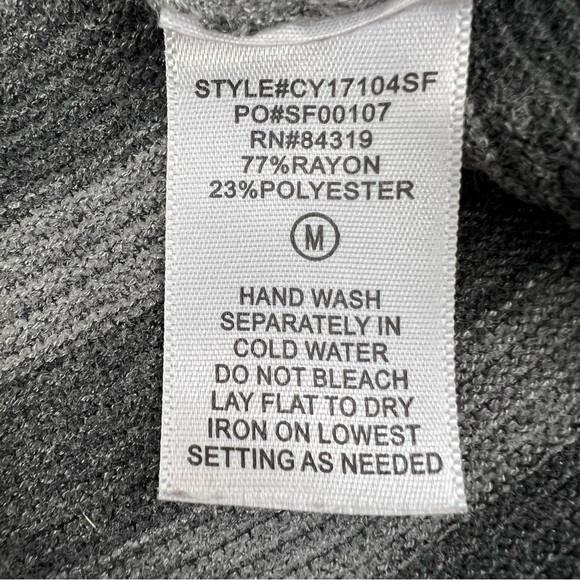 STYLE#CY17104SF
PO#SF00107
RN#84319
77%RAYON
23%POLYESTER
M
HAND WASH
SEPARATELY IN
COLD WATER
DO NOT BLEACH
LAY FLAT TO DRY
IRON ON LOWEST
SETTING AS NEEDED